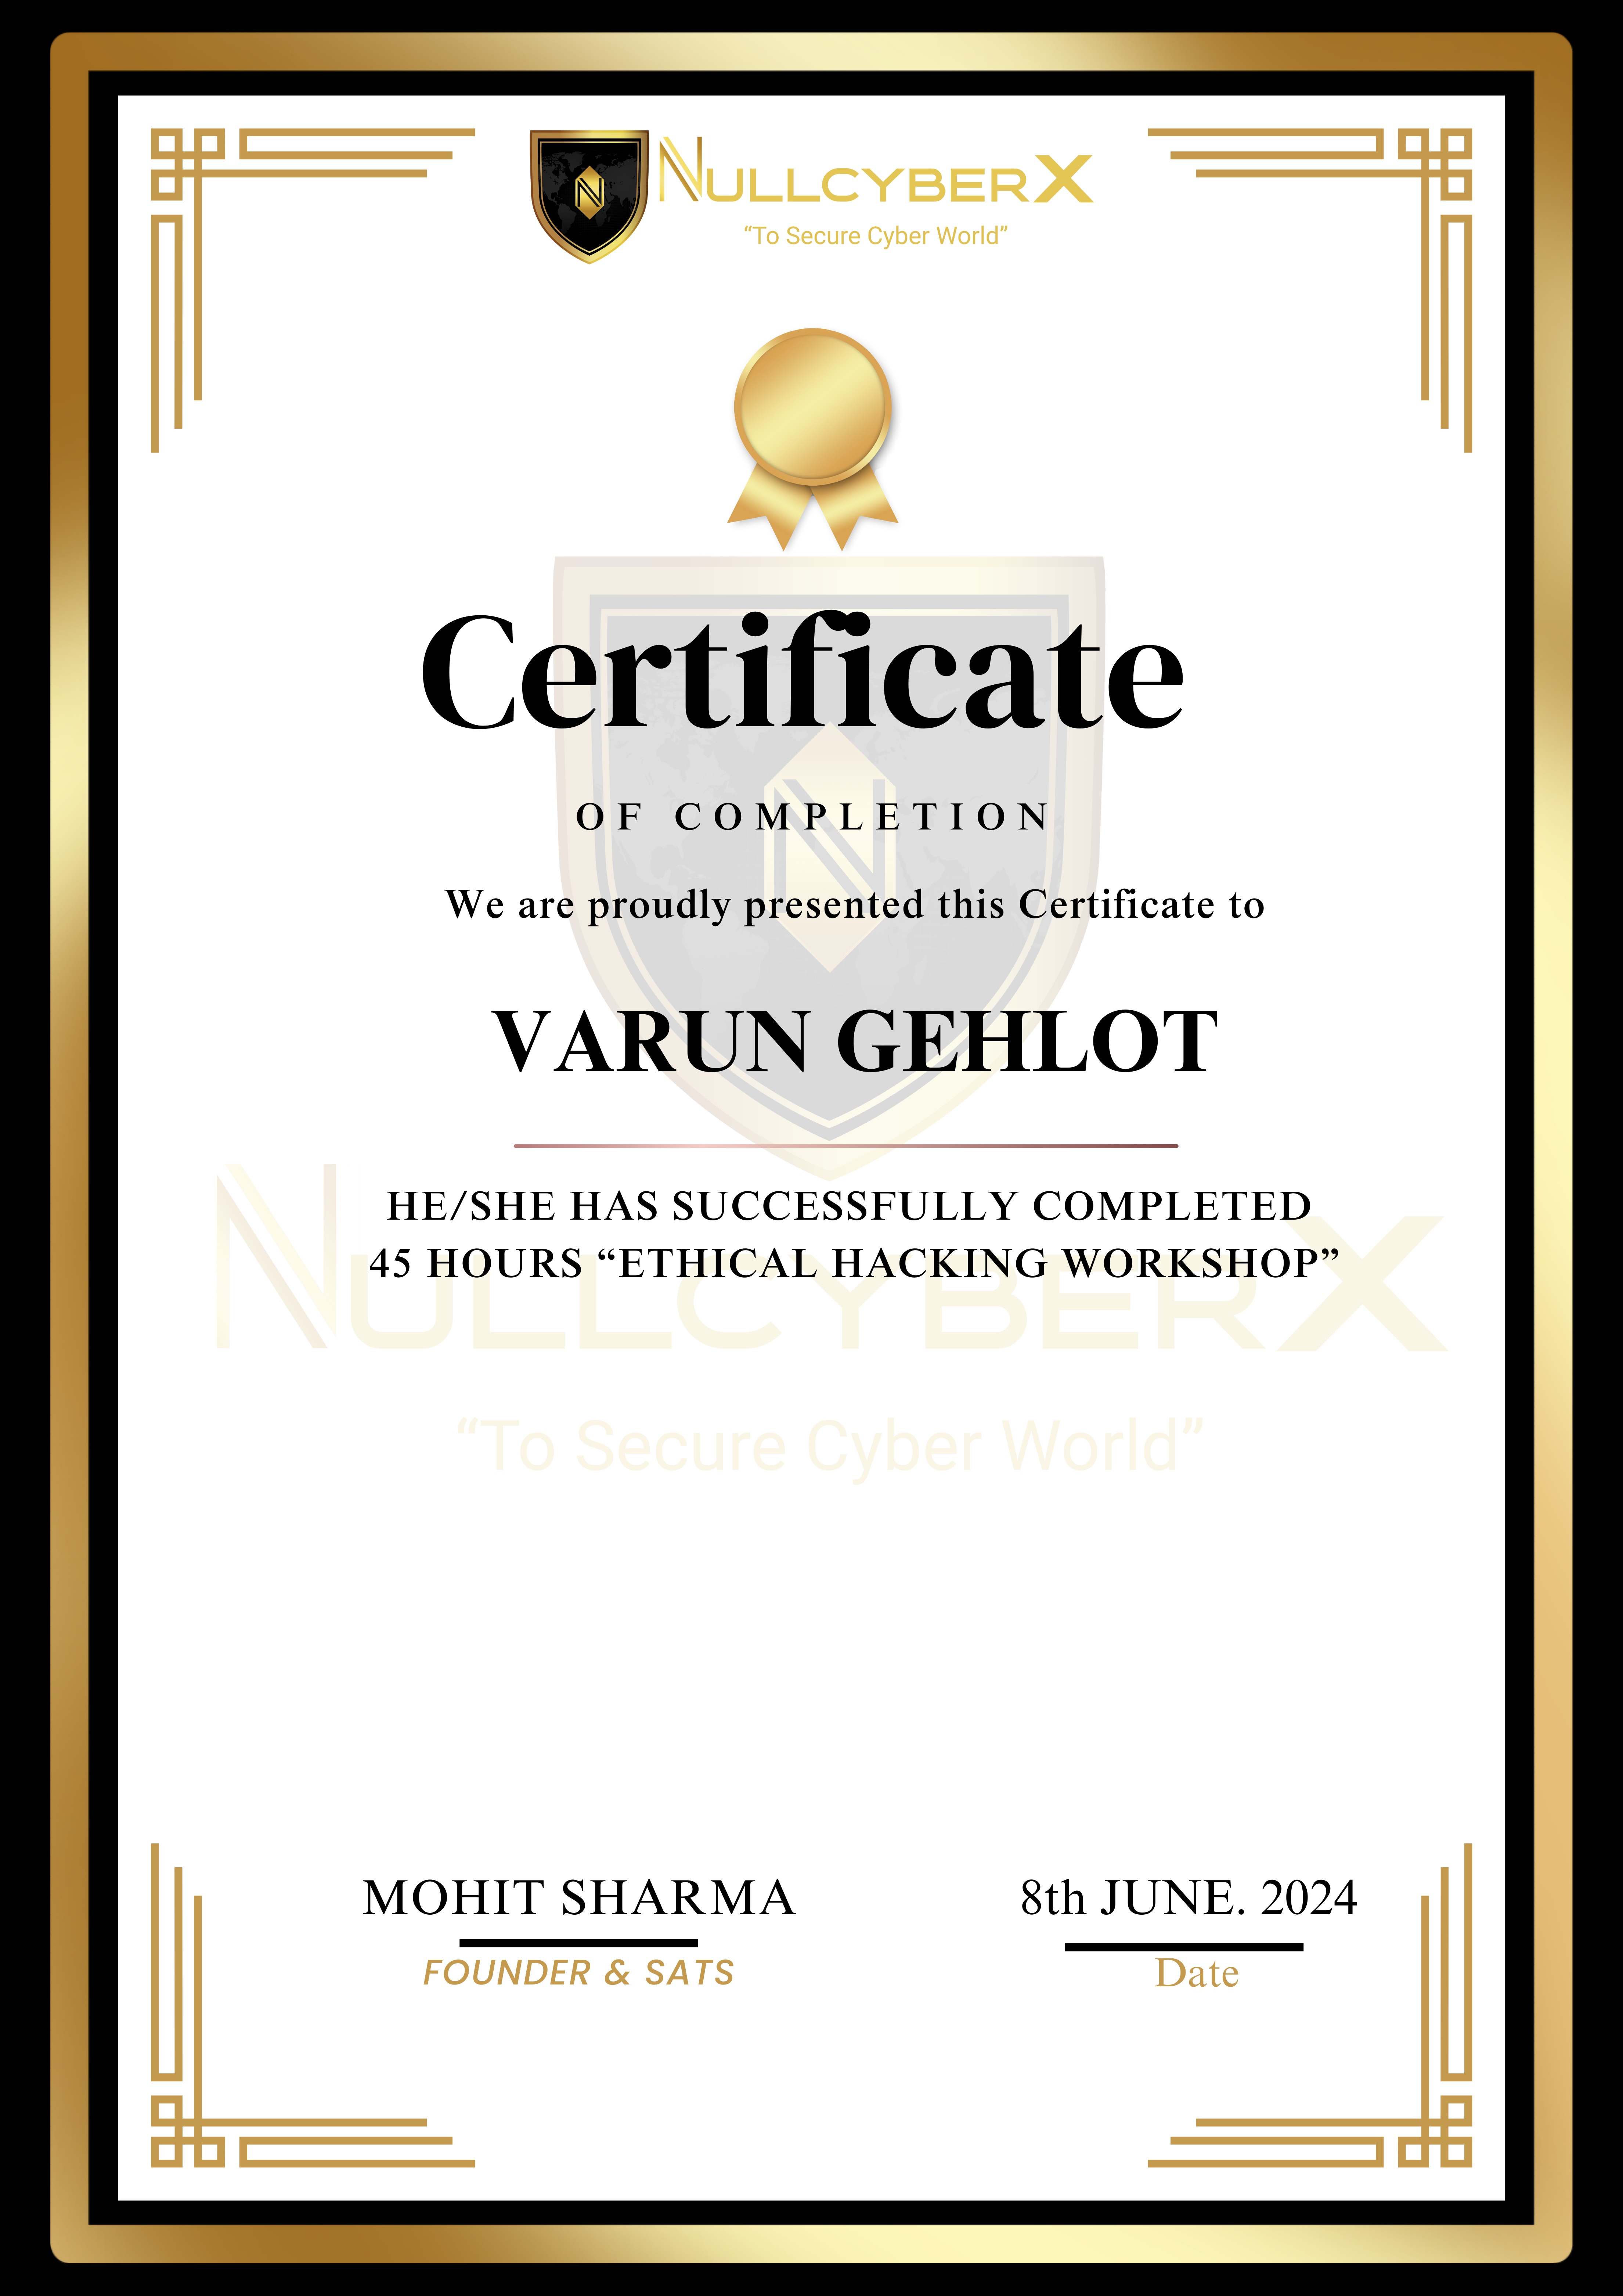 NULLCYBERX
“To Secure Cyber World”
Certificate
OF COMPLETION
We are proudly presented this Certificate to
VARUN GEHLOT
HE/SHE HAS SUCCESSFULLY COMPLETED
45 HOURS “ETHICAL HACKING WORKSHOP”
NULLCYBERX
“To Secure Cyber World”
MOHIT SHARMA
FOUNDER & SATS
8th JUNE. 2024
Date